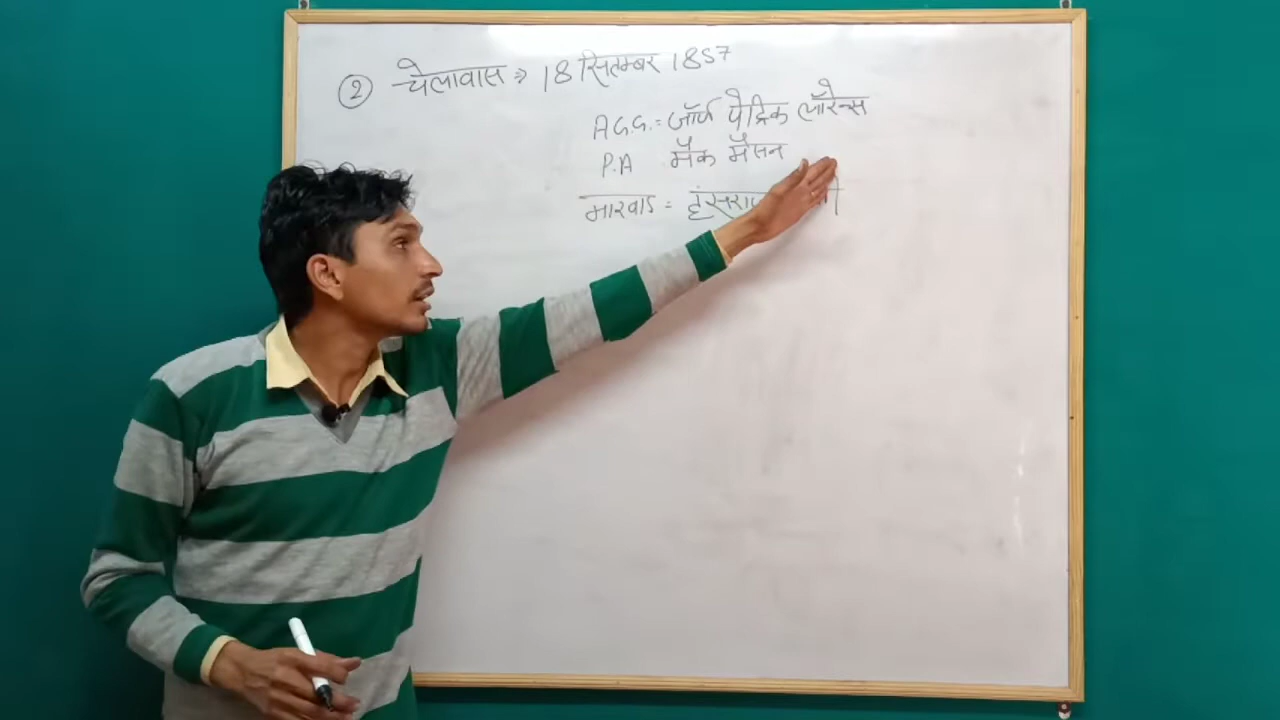 ② चेलावास ⇒ 18 सितम्बर 1857
A.G.G. = जॉर्ज पैट्रिक लॉरेन्स
P.A मैक मैसन
मारवाड़ =